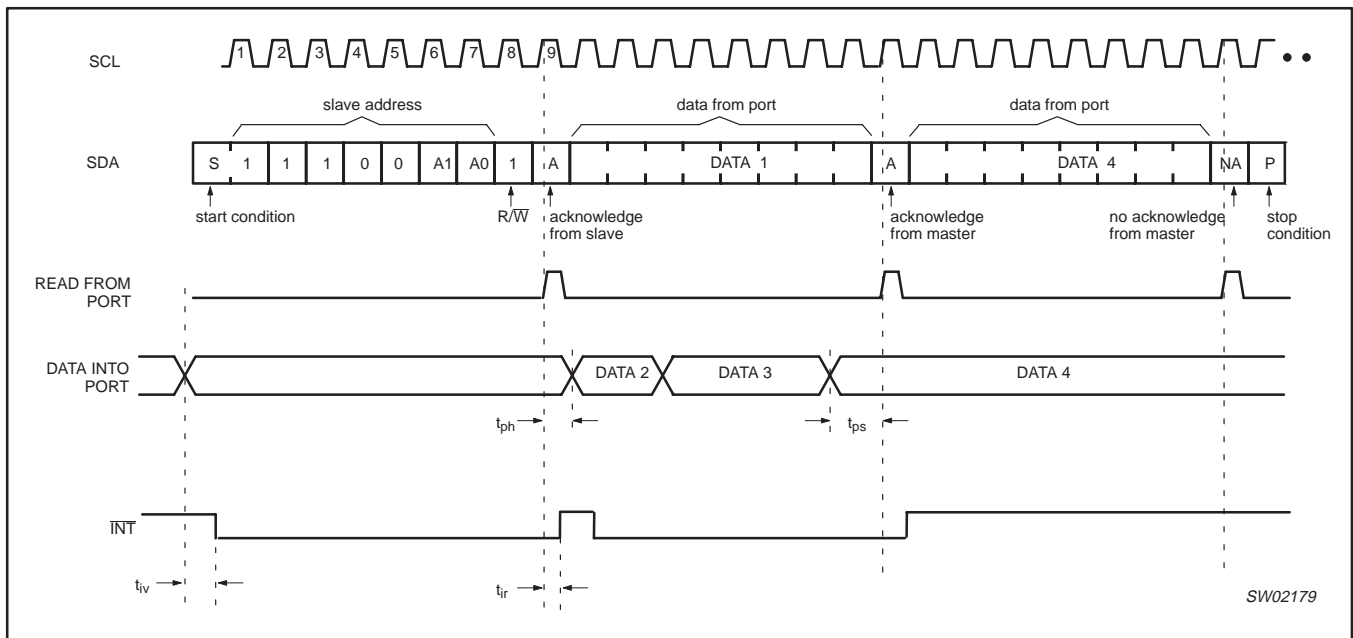 SCL 1 2 3 4 5 6 7 8 9
slave address data from port data from port
SDA S 1 1 1 0 0 A1 A0 1 A DATA 1 A DATA 4 NA P
start condition R/W̅ acknowledge from slave acknowledge from master no acknowledge from master stop condition
READ FROM
PORT
DATA INTO
PORT
DATA 2 DATA 3 DATA 4
tph tps
I̅N̅T̅
tiv tir
SW02179